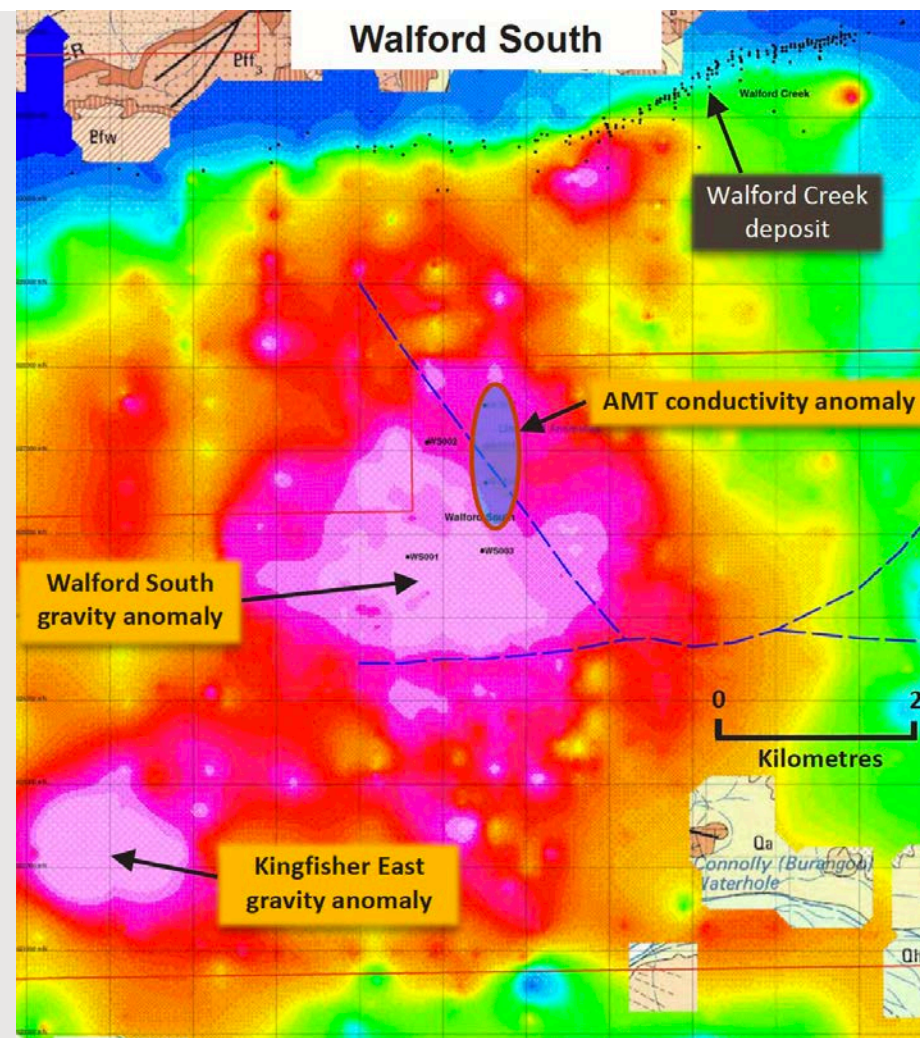 Walford South
Pff3
Pfw
Walford Creek
Walford Creek
deposit
AMT conductivity anomaly
WS002
Walford South
WS001
WS003
Walford South
gravity anomaly
0
2
Kilometres
Kingfisher East
gravity anomaly
Qa
Connolly (Burangoo)
Waterhole